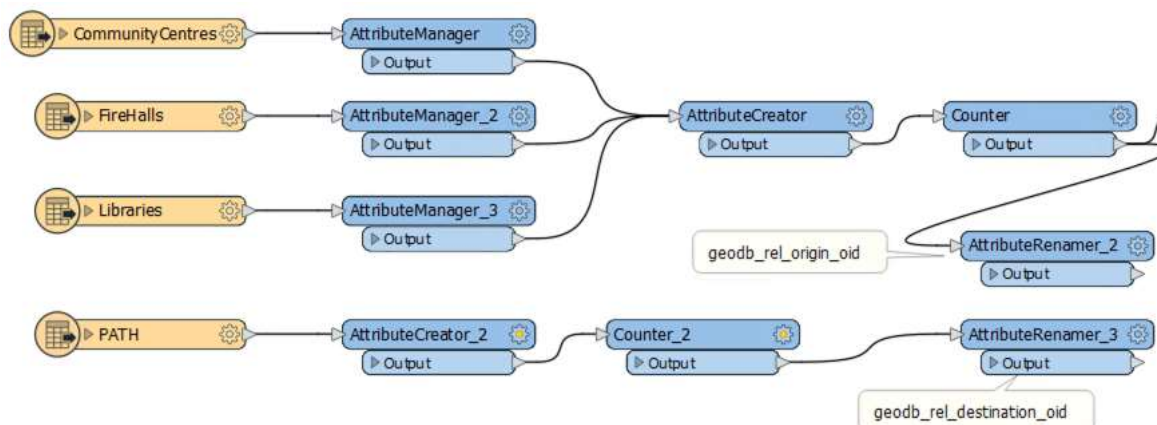 CommunityCentres
AttributeManager
Output
FireHalls
AttributeManager_2
Output
AttributeCreator
Output
Counter
Output
Libraries
AttributeManager_3
Output
geodb_rel_origin_oid
AttributeRenamer_2
Output
PATH
AttributeCreator_2
Output
Counter_2
Output
AttributeRenamer_3
Output
geodb_rel_destination_oid